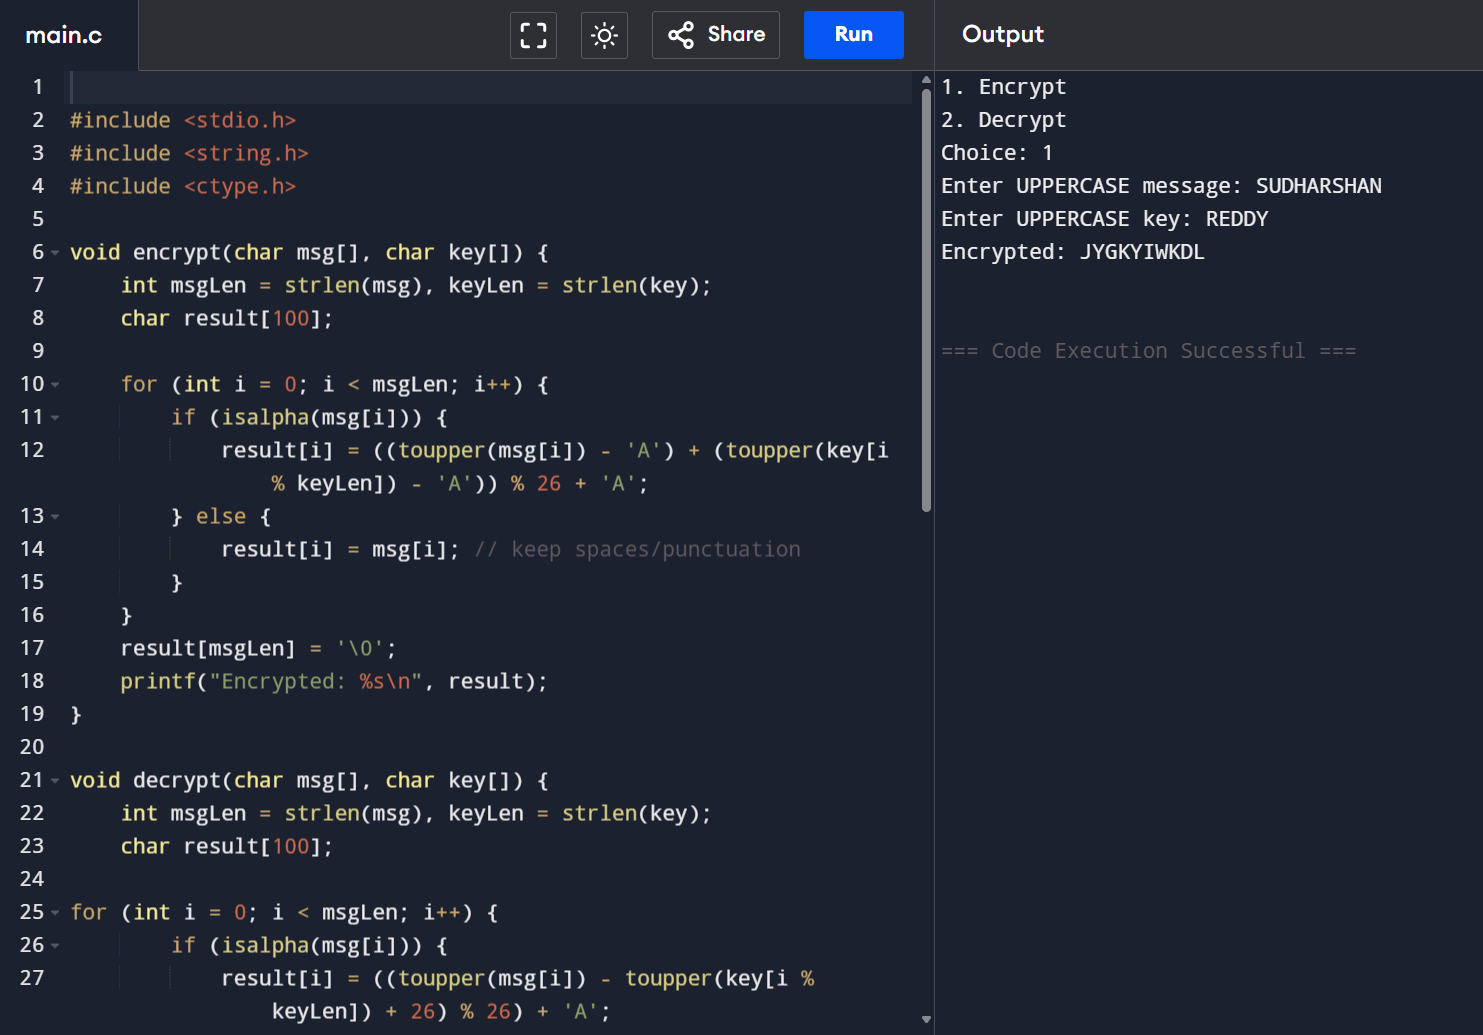 main.c
Share
Run
Output
1
2 #include <stdio.h>
3 #include <string.h>
4 #include <ctype.h>
5
6 void encrypt(char msg[], char key[]) {
7     int msgLen = strlen(msg), keyLen = strlen(key);
8     char result[100];
9
10     for (int i = 0; i < msgLen; i++) {
11         if (isalpha(msg[i])) {
12             result[i] = ((toupper(msg[i]) - 'A') + (toupper(key[i
                % keyLen]) - 'A')) % 26 + 'A';
13         } else {
14             result[i] = msg[i]; // keep spaces/punctuation
15         }
16     }
17     result[msgLen] = '\0';
18     printf("Encrypted: %s\n", result);
19 }
20
21 void decrypt(char msg[], char key[]) {
22     int msgLen = strlen(msg), keyLen = strlen(key);
23     char result[100];
24
25 for (int i = 0; i < msgLen; i++) {
26         if (isalpha(msg[i])) {
27             result[i] = ((toupper(msg[i]) - toupper(key[i %
                keyLen]) + 26) % 26) + 'A';
1. Encrypt
2. Decrypt
Choice: 1
Enter UPPERCASE message: SUDHARSHAN
Enter UPPERCASE key: REDDY
Encrypted: JYGKYIWKDL
=== Code Execution Successful ===